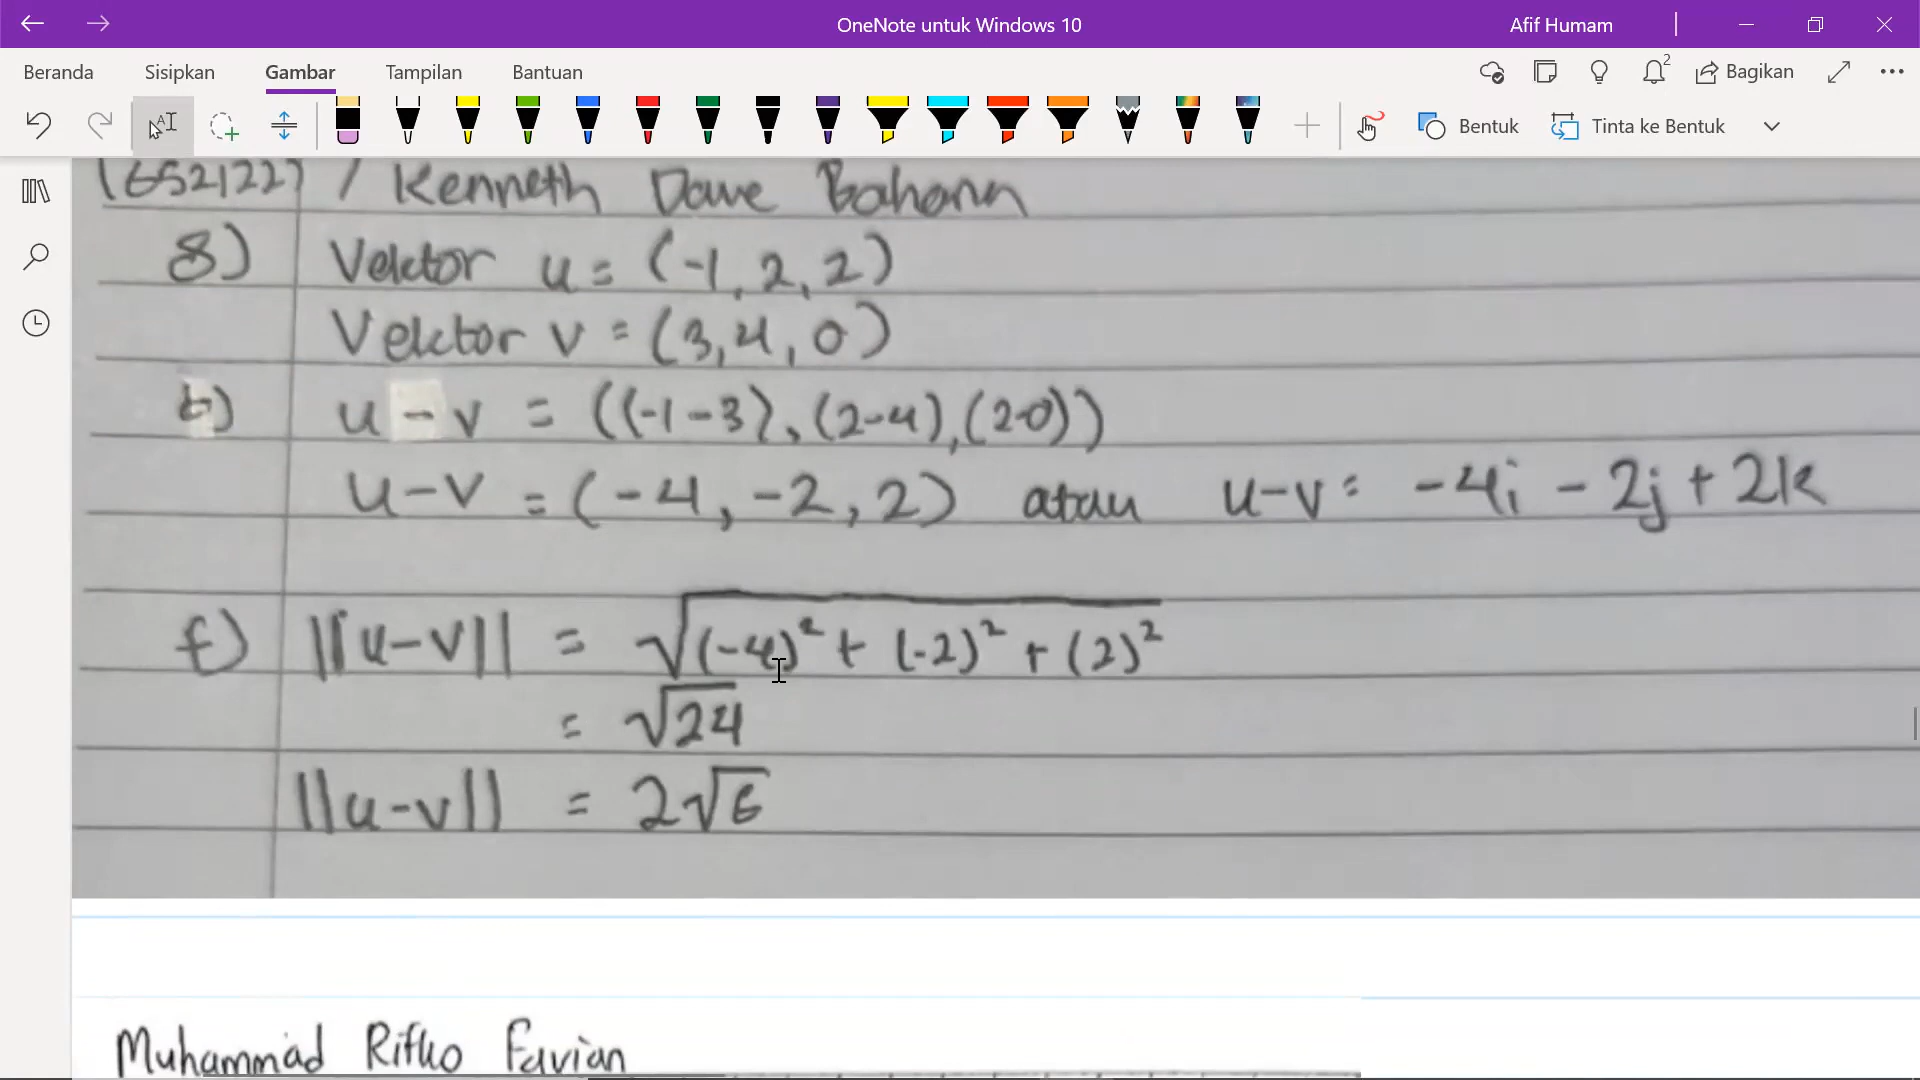 OneNote untuk Windows 10
Afif Humam
Beranda
Sisipkan
Gambar
Tampilan
Bantuan
2
Bagikan
Bentuk
Tinta ke Bentuk
(6S2122) / Kenneth Dave Bahana
8) Vektor u = (-1, 2, 2)
Vektor v = (3, 4, 0)
b) u - v = ((-1-3), (2-4), (2-0))
u-v = (-4, -2, 2) atau u-v = -4i - 2j + 2k
f) ||u-v|| = √(-4)² + (-2)² + (2)²
= √24
||u-v|| = 2√6
Muhammad Rifko Favian